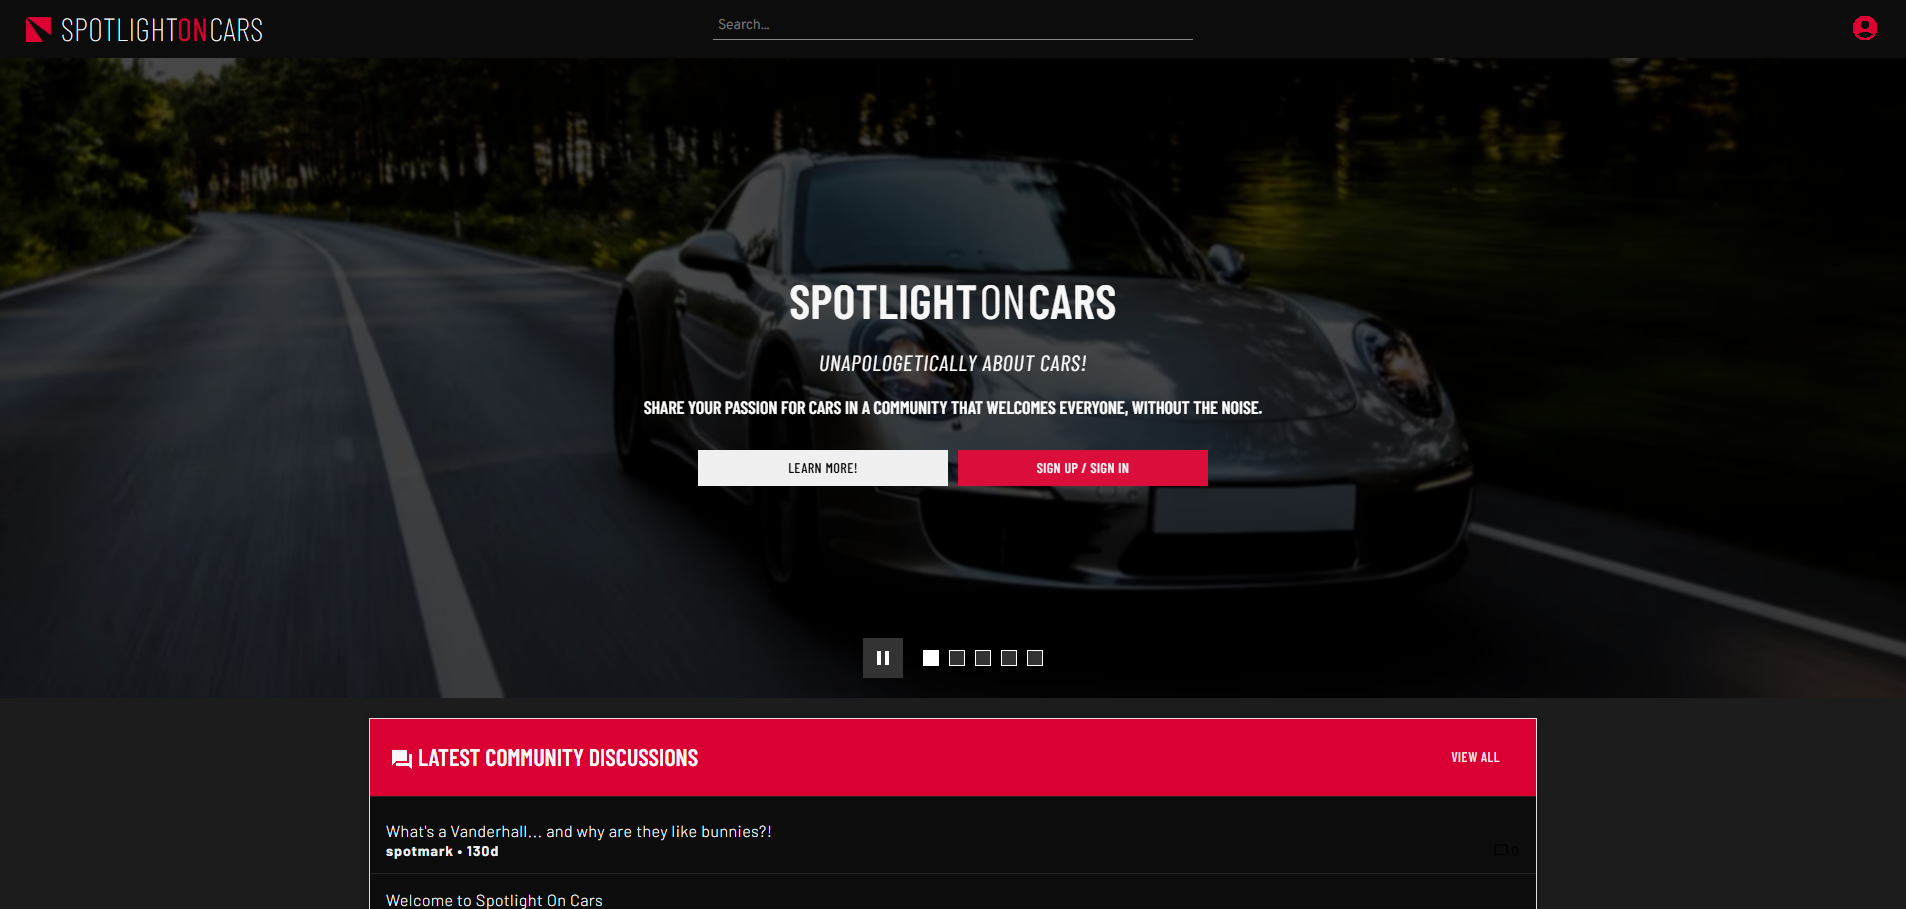 SPOTLIGHTONCARS
Search...
SPOTLIGHTONCARS
UNAPOLOGETICALLY ABOUT CARS!
SHARE YOUR PASSION FOR CARS IN A COMMUNITY THAT WELCOMES EVERYONE, WITHOUT THE NOISE.
LEARN MORE!
SIGN UP / SIGN IN
LATEST COMMUNITY DISCUSSIONS
VIEW ALL
What's a Vanderhall... and why are they like bunnies?!
spotmark • 130d
0
Welcome to Spotlight On Cars